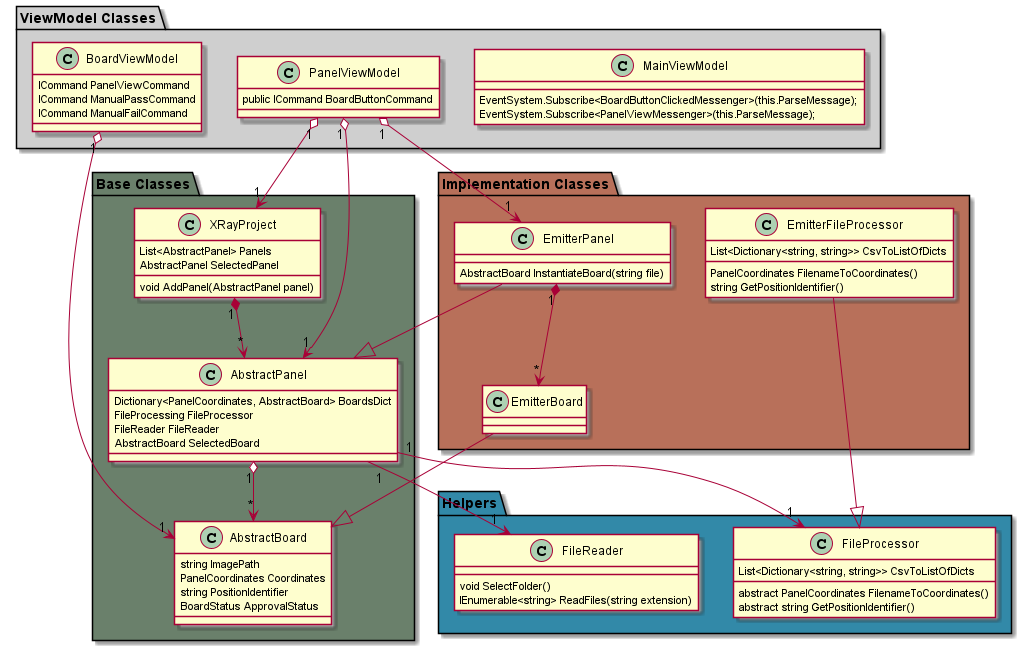 ViewModel Classes
C BoardViewModel
ICommand PanelViewCommand
ICommand ManualPassCommand
ICommand ManualFailCommand
C PanelViewModel
public ICommand BoardButtonCommand
C MainViewModel
EventSystem.Subscribe<BoardButtonClickedMessenger>(this.ParseMessage);
EventSystem.Subscribe<PanelViewMessenger>(this.ParseMessage);
1
1
1
1
Base Classes
1
C XRayProject
List<AbstractPanel> Panels
AbstractPanel SelectedPanel
void AddPanel(AbstractPanel panel)
1
*
1
C AbstractPanel
Dictionary<PanelCoordinates, AbstractBoard> BoardsDict
FileProcessing FileProcessor
FileReader FileReader
AbstractBoard SelectedBoard
1
1
1
*
1
C AbstractBoard
string ImagePath
PanelCoordinates Coordinates
string PositionIdentifier
BoardStatus ApprovalStatus
Implementation Classes
1
C EmitterPanel
AbstractBoard InstantiateBoard(string file)
1
*
C EmitterBoard
C EmitterFileProcessor
List<Dictionary<string, string>> CsvToListOfDicts
PanelCoordinates FilenameToCoordinates()
string GetPositionIdentifier()
Helpers
1
C FileReader
void SelectFolder()
IEnumerable<string> ReadFiles(string extension)
1
C FileProcessor
List<Dictionary<string, string>> CsvToListOfDicts
abstract PanelCoordinates FilenameToCoordinates()
abstract string GetPositionIdentifier()